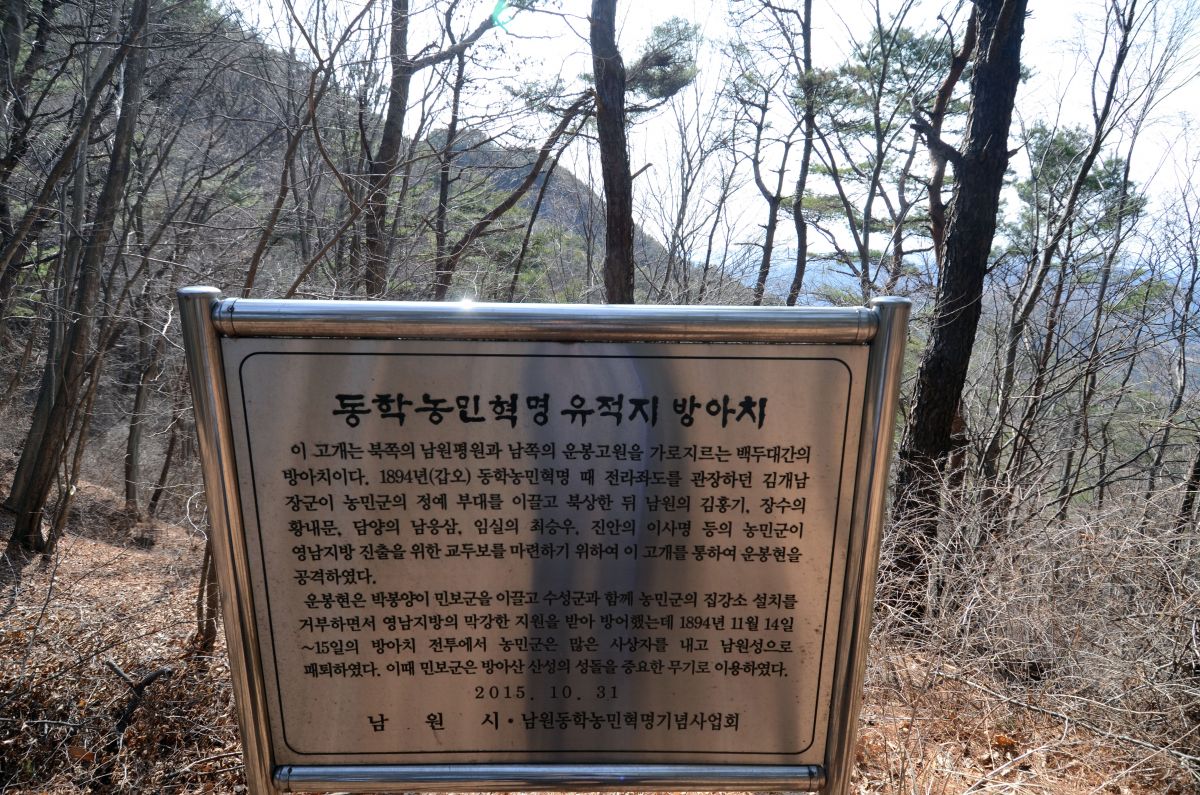 동학농민혁명 유적지 방아치
이 고개는 북쪽의 남원평원과 남쪽의 운봉고원을 가로지르는 백두대간의
방아치이다. 1894년(갑오) 동학농민혁명 때 전라좌도를 관장하던 김개남
장군이 농민군의 정예 부대를 이끌고 북상한 뒤 남원의 김홍기, 장수의
황내문, 담양의 남응삼, 임실의 최승우, 진안의 이사명 등의 농민군이
영남지방 진출을 위한 교두보를 마련하기 위하여 이 고개를 통하여 운봉현을
공격하였다.
운봉현은 박봉양이 민보군을 이끌고 수성군과 함께 농민군의 집강소 설치를
거부하면서 영남지방의 막강한 지원을 받아 방어했는데 1894년 11월 14일
~15일의 방아치 전투에서 농민군은 많은 사상자를 내고 남원성으로
패퇴하였다. 이때 민보군은 방아산 산성의 성돌을 중요한 무기로 이용하였다.
2015. 10. 31
남 원 시 · 남원동학농민혁명기념사업회